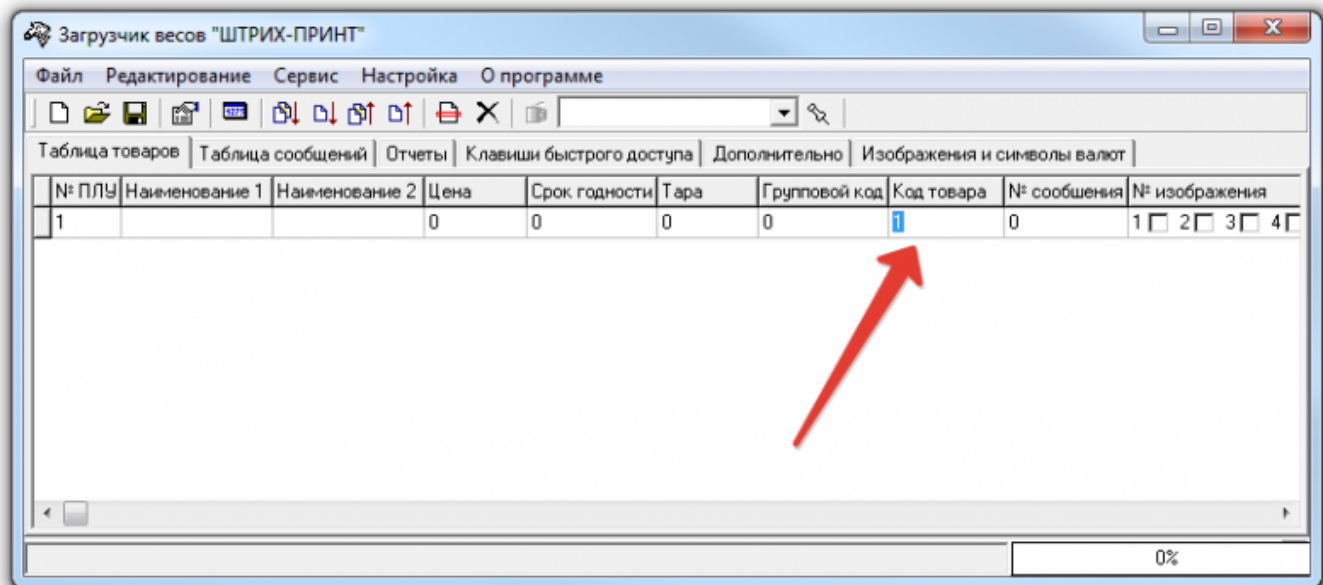 Загрузчик весов "ШТРИХ-ПРИНТ"
Файл Редактирование Сервис Настройка О программе
Таблица товаров Таблица сообщений Отчеты Клавиши быстрого доступа Дополнительно Изображения и символы валют
№ ПЛУ Наименование 1 Наименование 2 Цена Срок годности Тара Групповой код Код товара № сообшения № изображения
1 0 0 0 0 1 0 1 2 3 4
0%